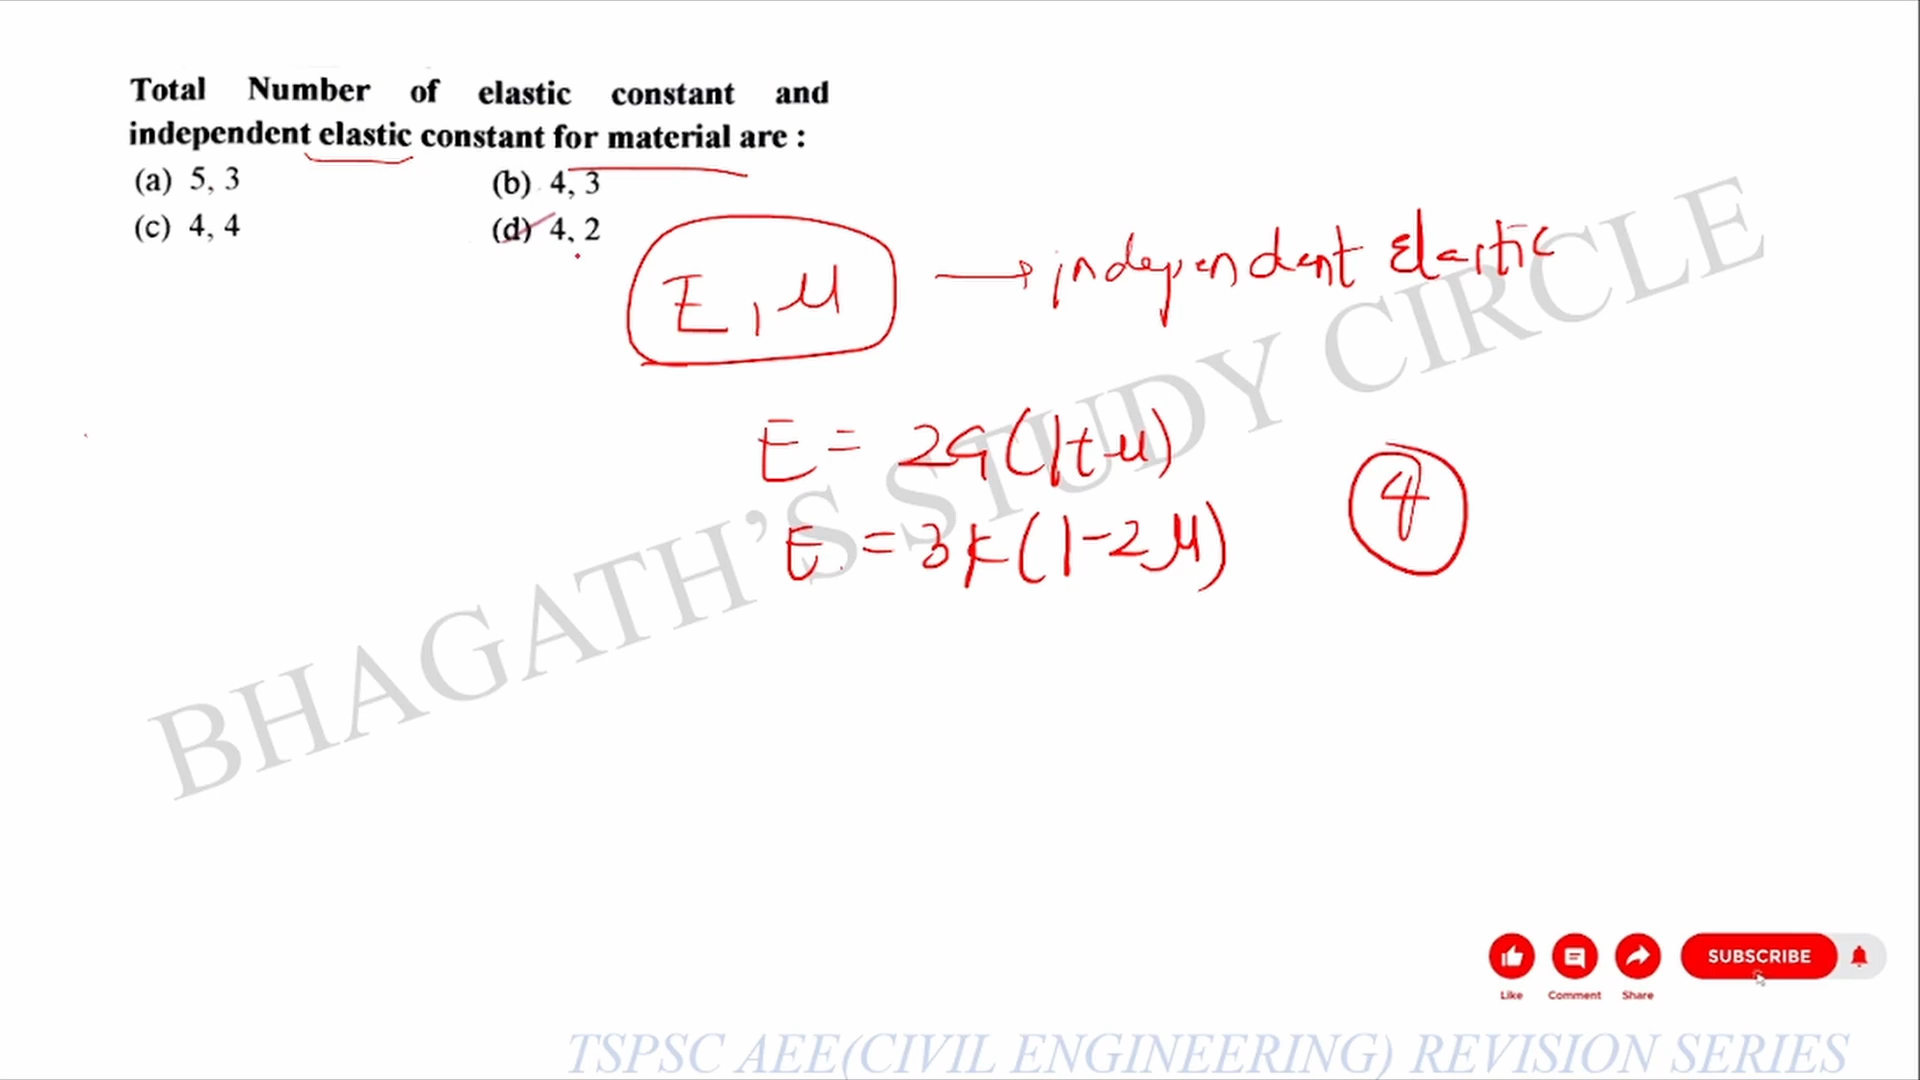 Total Number of elastic constant and
independent elastic constant for material are :
(a) 5, 3 (b) 4, 3
(c) 4, 4 (d) 4, 2
E, μ → independent Elastic
E = 2G(1+μ)
E = 3K(1-2μ)
4
BHAGATH'S STUDY CIRCLE
SUBSCRIBE
Like Comment Share
TSPSC AEE(CIVIL ENGINEERING) REVISION SERIES